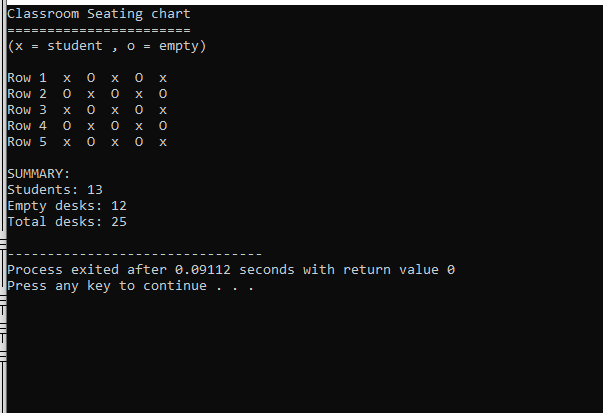 Classroom Seating chart
=======================
(x = student , o = empty)
Row 1  x  O  x  O  x
Row 2  O  x  O  x  O
Row 3  x  O  x  O  x
Row 4  O  x  O  x  O
Row 5  x  O  x  O  x
SUMMARY:
Students: 13
Empty desks: 12
Total desks: 25
--------------------------------
Process exited after 0.09112 seconds with return value 0
Press any key to continue . . .